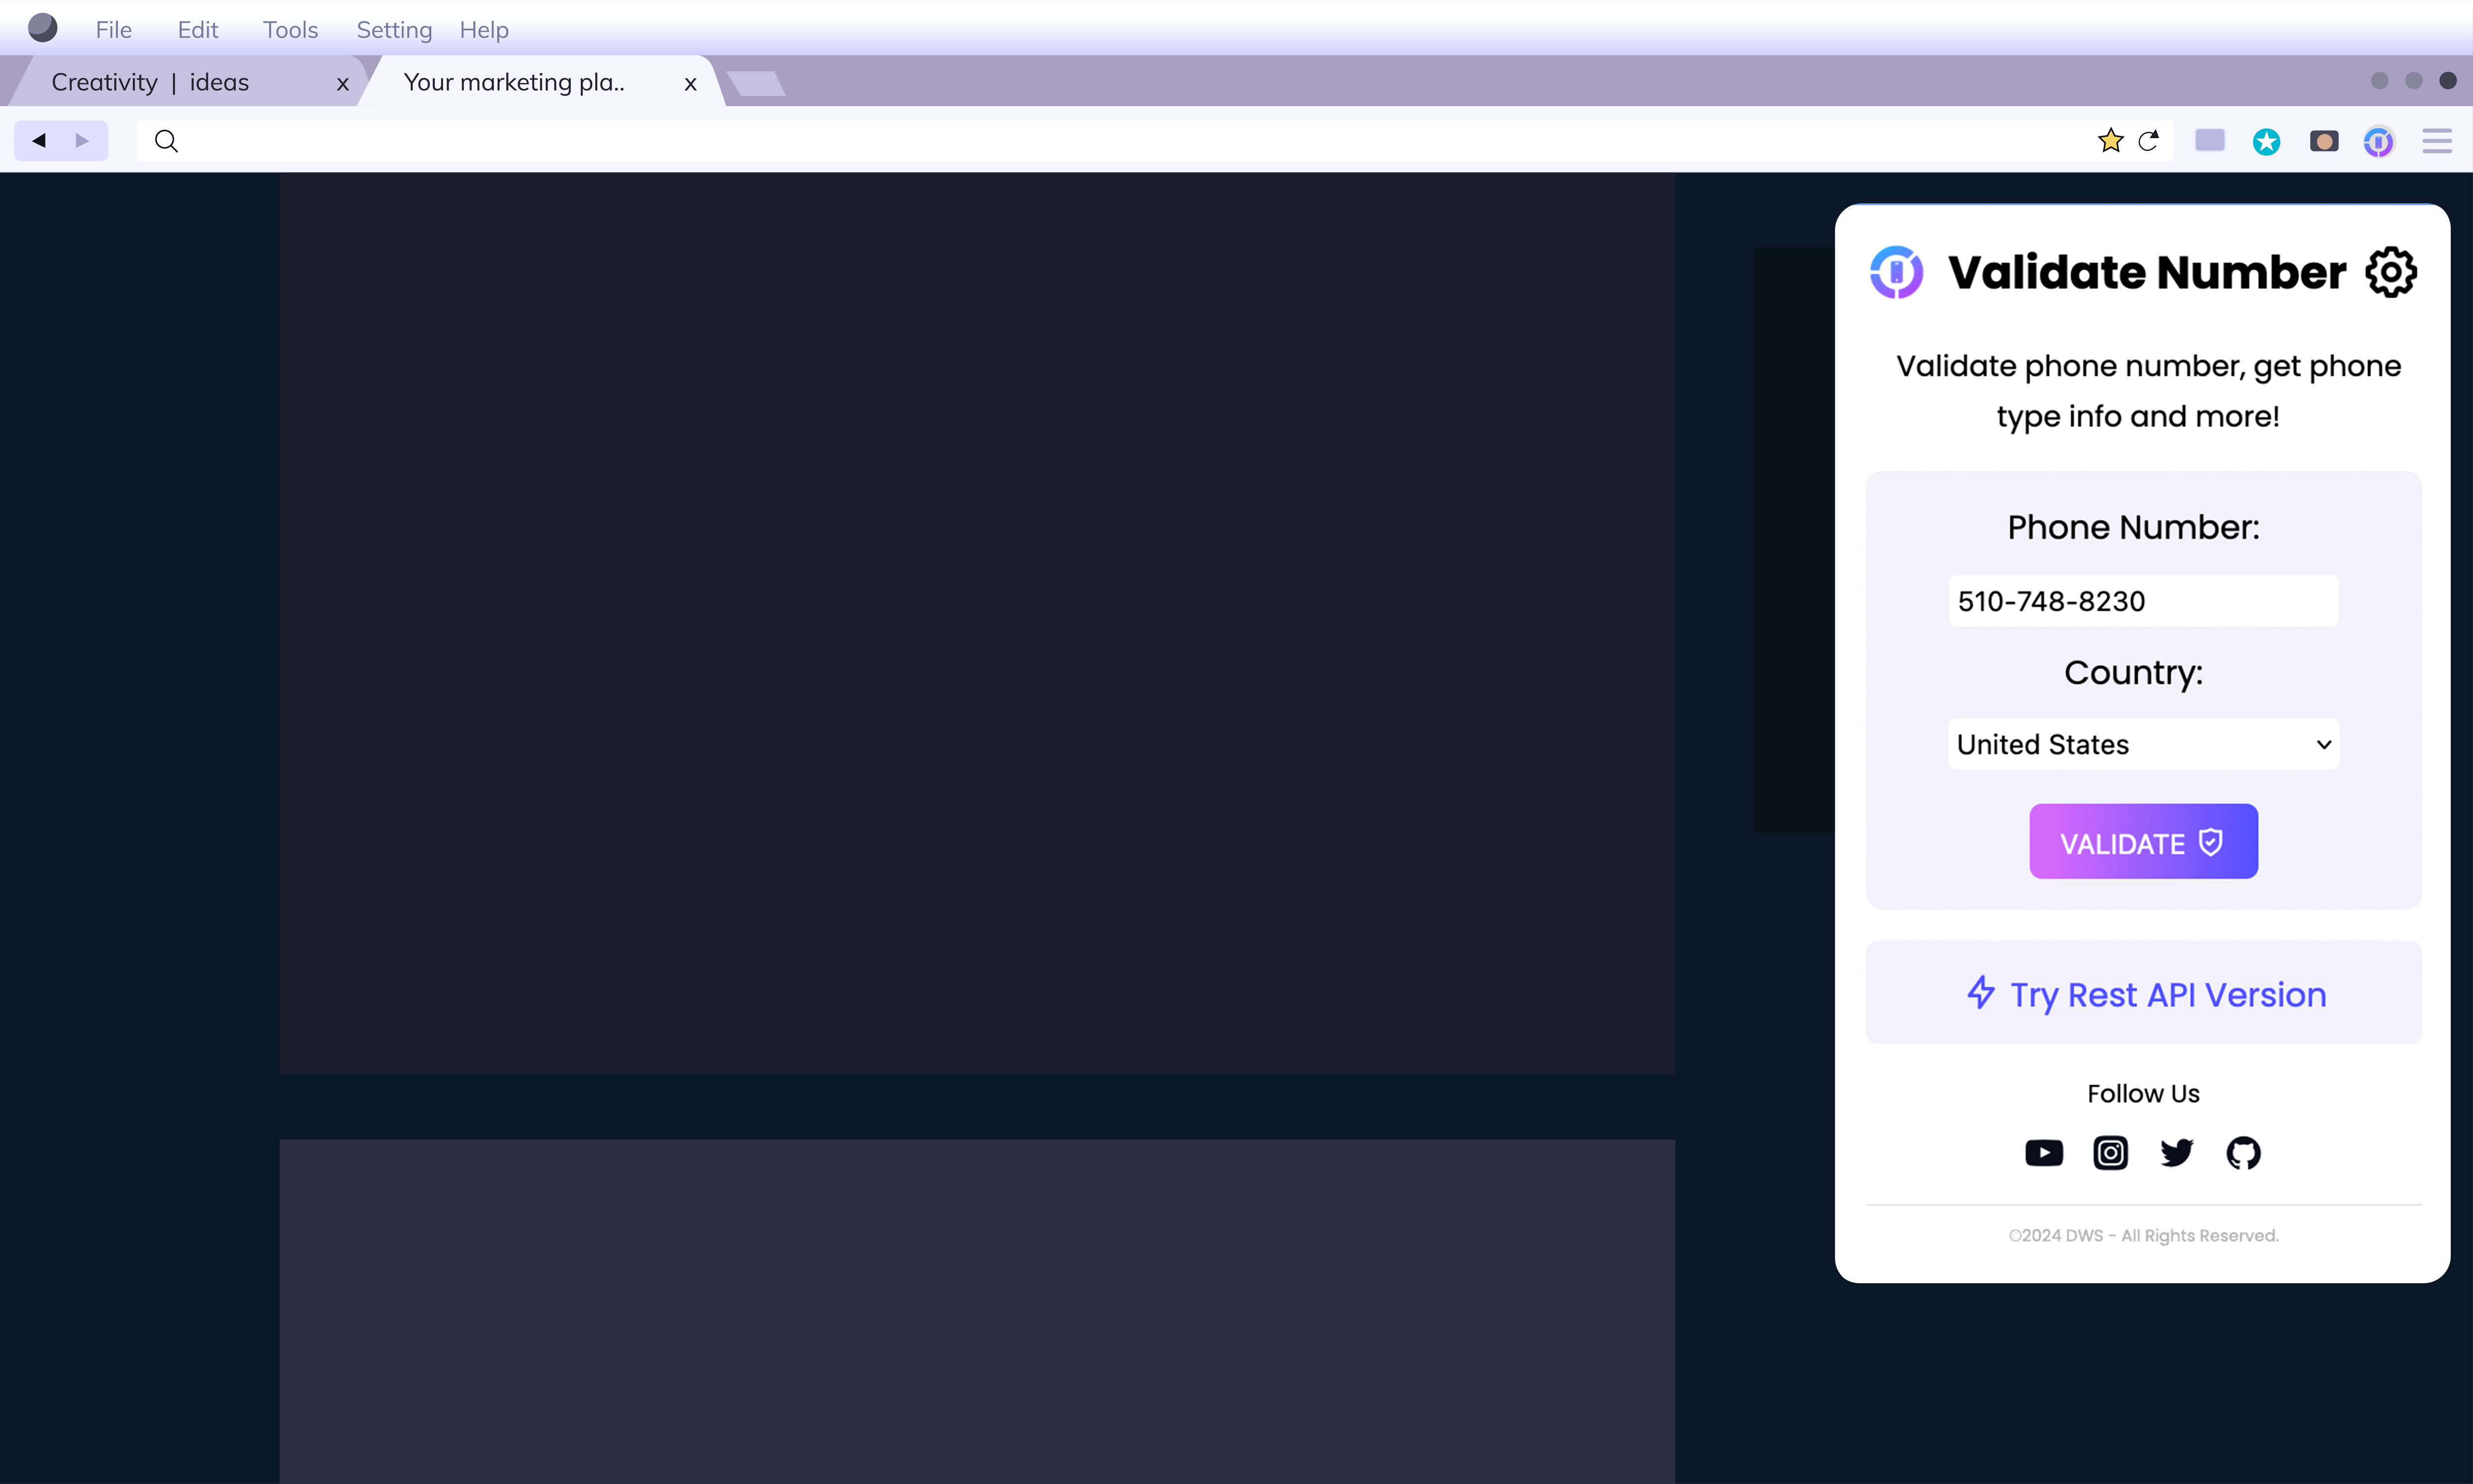 File Edit Tools Setting Help
Creativity | ideas x Your marketing pla.. x
Validate Number
Validate phone number, get phone
type info and more!
Phone Number:
510-748-8230
Country:
United States
VALIDATE
Try Rest API Version
Follow Us
©2024 DWS - All Rights Reserved.